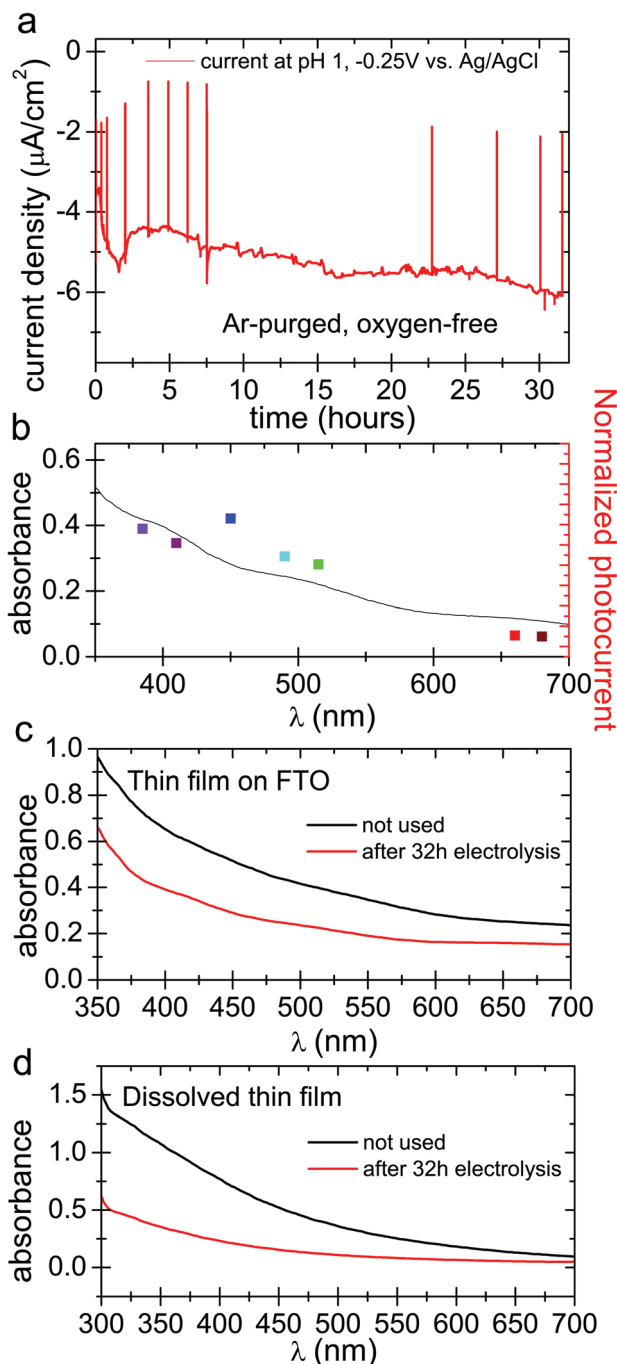 a
0
-2
-4
-6
current density (μA/cm²)
current at pH 1, -0.25V vs. Ag/AgCl
Ar-purged, oxygen-free
0 5 10 15 20 25 30
time (hours)
b
0.6
0.4
0.2
0.0
absorbance
Normalized photocurrent
400 500 600 700
λ (nm)
c
1.0
0.8
0.6
0.4
0.2
0.0
absorbance
Thin film on FTO
not used
after 32h electrolysis
350 400 450 500 550 600 650 700
λ (nm)
d
1.5
1.0
0.5
0.0
absorbance
Dissolved thin film
not used
after 32h electrolysis
300 350 400 450 500 550 600 650 700
λ (nm)